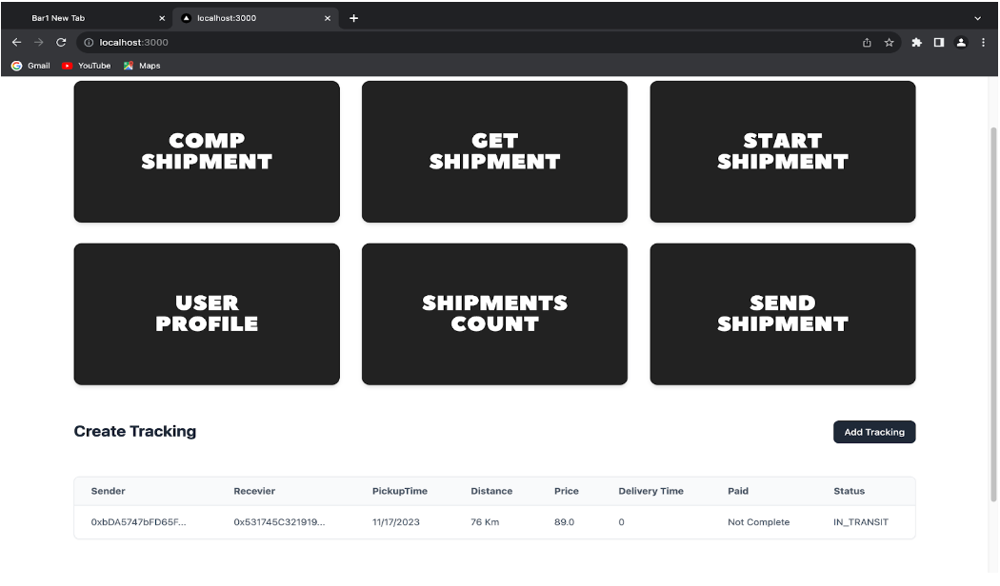 Bar1 New Tab
localhost:3000
localhost:3000
Gmail YouTube Maps
COMP
SHIPMENT
GET
SHIPMENT
START
SHIPMENT
USER
PROFILE
SHIPMENTS
COUNT
SEND
SHIPMENT
Create Tracking
Add Tracking
Sender Recevier PickupTime Distance Price Delivery Time Paid Status
0xbDA5747bFD65F... 0x531745C321919... 11/17/2023 76 Km 89.0 0 Not Complete IN_TRANSIT